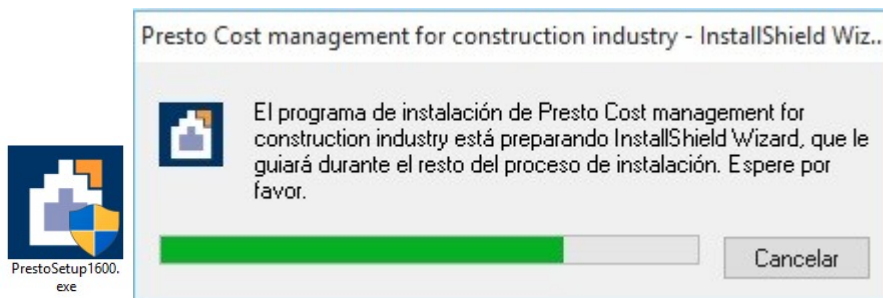 Presto Cost management for construction industry - InstallShield Wiz..
El programa de instalación de Presto Cost management for
construction industry está preparando InstallShield Wizard, que le
guiará durante el resto del proceso de instalación. Espere por
favor.
Cancelar
PrestoSetup1600.
exe